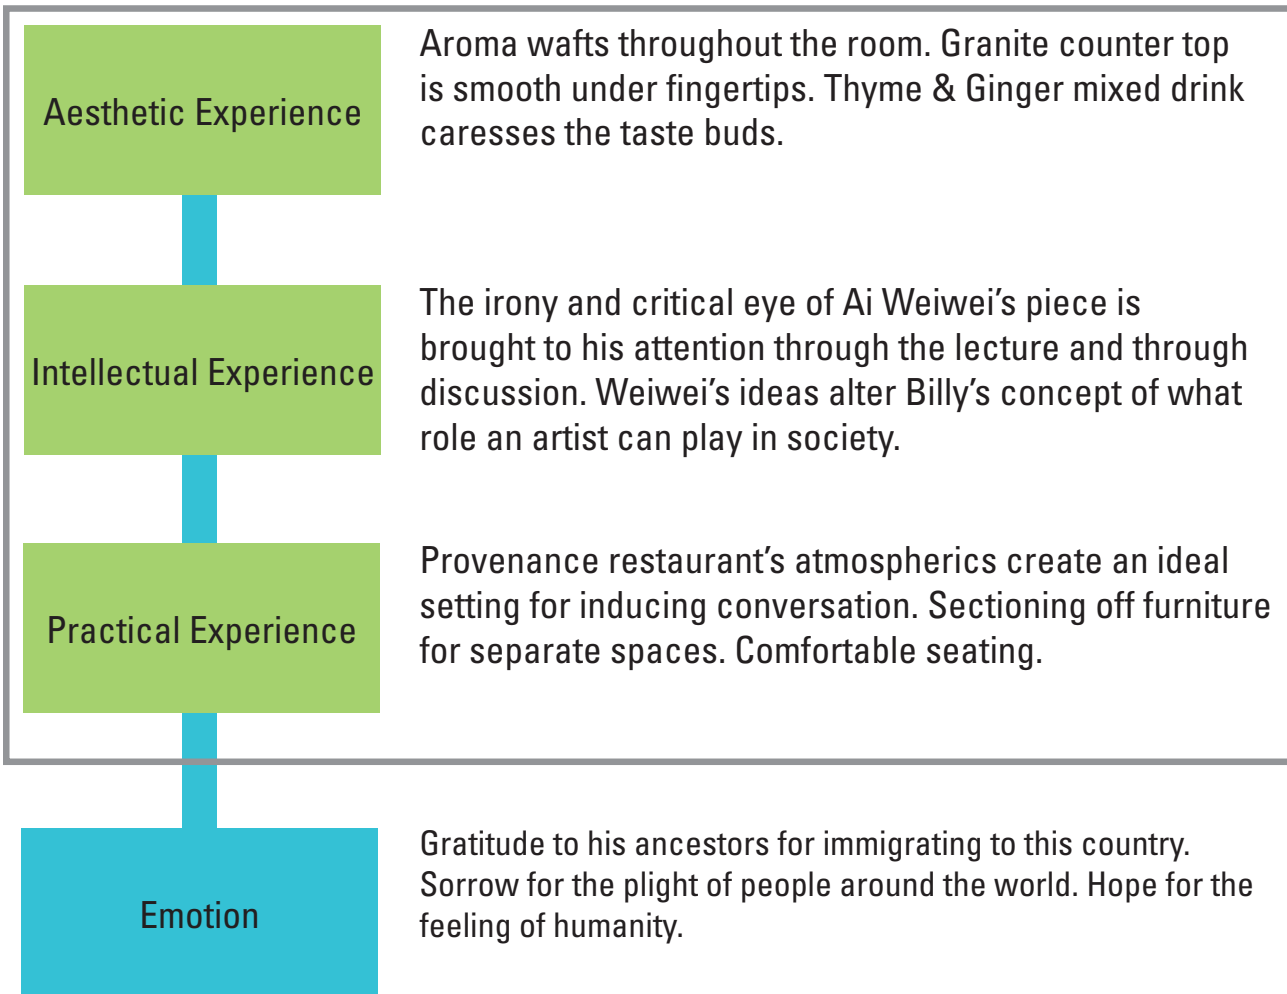 Aesthetic Experience
Aroma wafts throughout the room. Granite counter top
is smooth under fingertips. Thyme & Ginger mixed drink
caresses the taste buds.
Intellectual Experience
The irony and critical eye of Ai Weiwei’s piece is
brought to his attention through the lecture and through
discussion. Weiwei’s ideas alter Billy’s concept of what
role an artist can play in society.
Practical Experience
Provenance restaurant’s atmospherics create an ideal
setting for inducing conversation. Sectioning off furniture
for separate spaces. Comfortable seating.
Emotion
Gratitude to his ancestors for immigrating to this country.
Sorrow for the plight of people around the world. Hope for the
feeling of humanity.